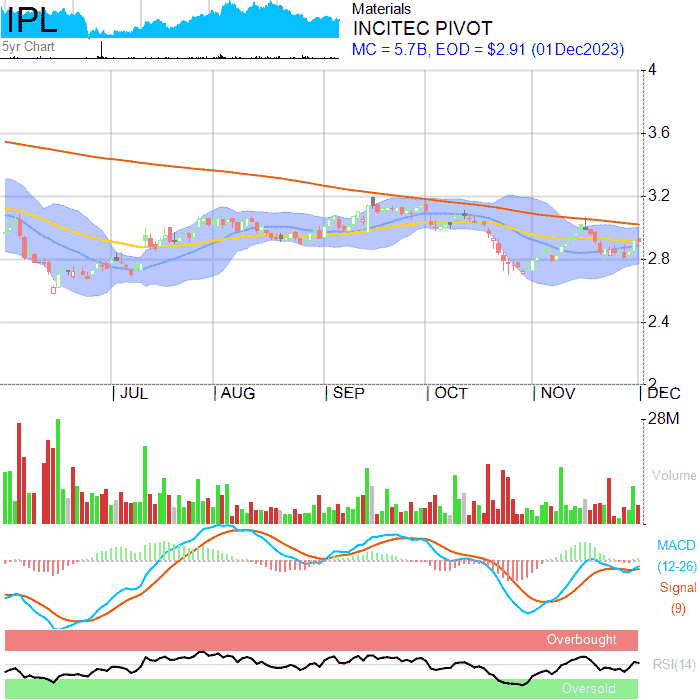 IPL
5yr Chart
Materials
INCITEC PIVOT
MC = 5.7B, EOD = $2.91 (01Dec2023)
4
3.6
3.2
2.8
2.4
2
JUL AUG SEP OCT NOV DEC
28M
Volume
MACD
(12-26)
Signal
(9)
Overbought
RSI(14)
Oversold